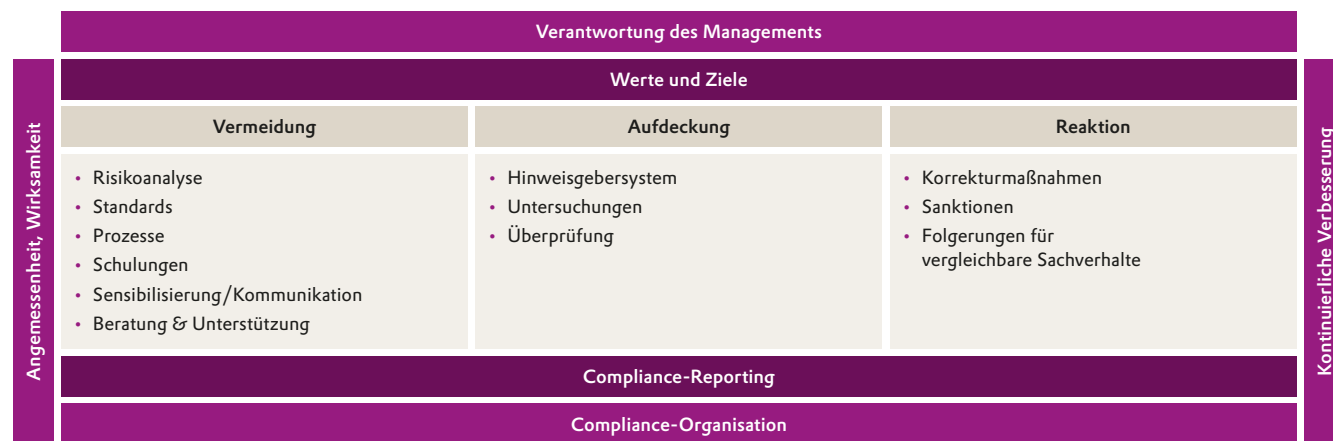 Verantwortung des Managements
Angemessenheit, Wirksamkeit
Werte und Ziele
Vermeidung
• Risikoanalyse
• Standards
• Prozesse
• Schulungen
• Sensibilisierung/Kommunikation
• Beratung & Unterstützung
Aufdeckung
• Hinweisgebersystem
• Untersuchungen
• Überprüfung
Reaktion
• Korrekturmaßnahmen
• Sanktionen
• Folgerungen für
vergleichbare Sachverhalte
Kontinuierliche Verbesserung
Compliance-Reporting
Compliance-Organisation